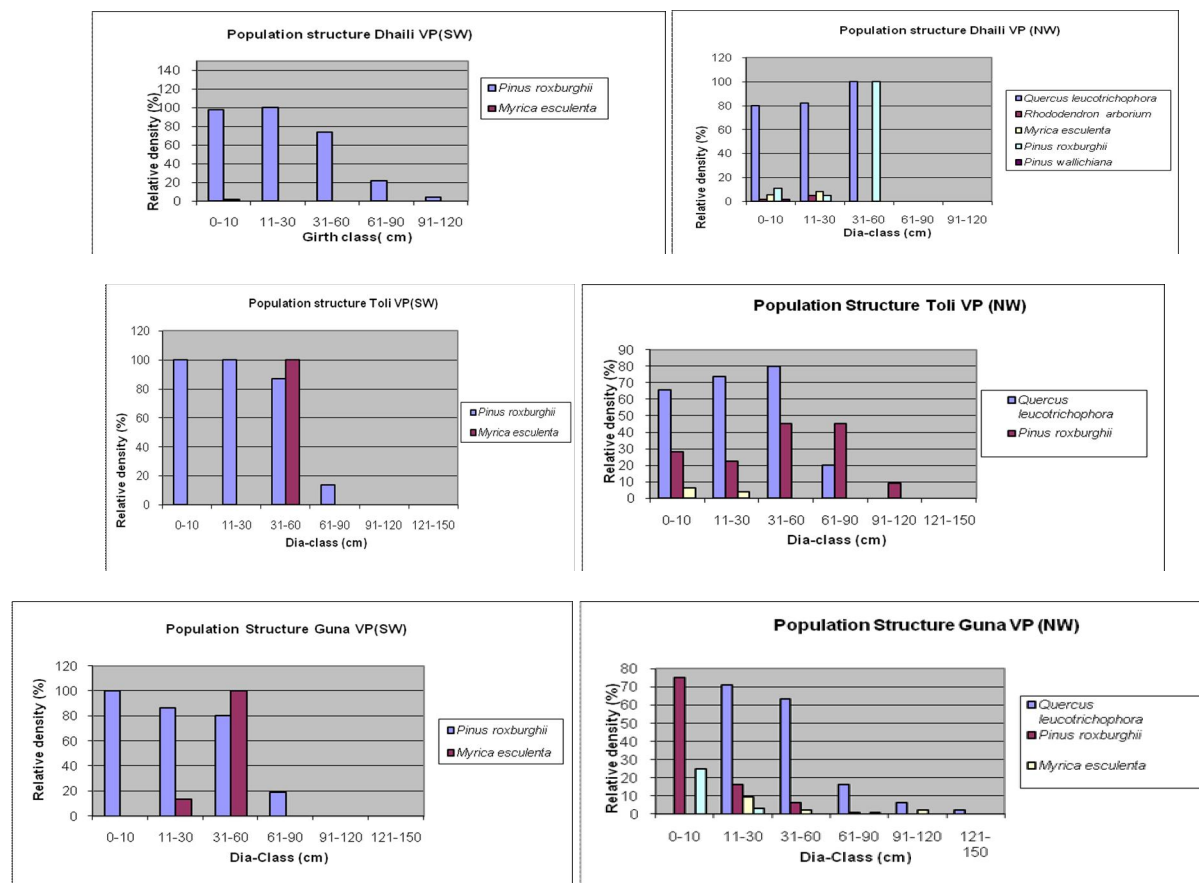 Population structure Dhaili VP(SW)
Relative density (%)
140
120
100
80
60
40
20
0
0-10 11-30 31-60 61-90 91-120
Girth class( cm)
Pinus roxburghii
Myrica esculenta
Population structure Dhaili VP (NW)
Relative density (%)
120
100
80
60
40
20
0
0-10 11-30 31-60 61-90 91-120
Dia-class (cm)
Quercus leucotrichophora
Rhododendron arborium
Myrica esculenta
Pinus roxburghii
Pinus wallichiana
Population structure Toli VP(SW)
Relative density (%)
120
100
80
60
40
20
0
0-10 11-30 31-60 61-90 91-120 121-150
Dia-class (cm)
Pinus roxburghii
Myrica esculenta
Population Structure Toli VP (NW)
Relative density (%)
90
80
70
60
50
40
30
20
10
0
0-10 11-30 31-60 61-90 91-120 121-150
Dia-class (cm)
Quercus
leucotrichophora
Pinus roxburghii
Population Structure Guna VP(SW)
Relative density (%)
120
100
80
60
40
20
0
0-10 11-30 31-60 61-90 91-120 121-150
Dia-Class (cm)
Pinus roxburghii
Myrica esculenta
Population Structure Guna VP (NW)
Relative density (%)
80
70
60
50
40
30
20
10
0
0-10 11-30 31-60 61-90 91-120 121-
150
Dia-Class (cm)
Quercus
leucotrichophora
Pinus roxburghii
Myrica esculenta